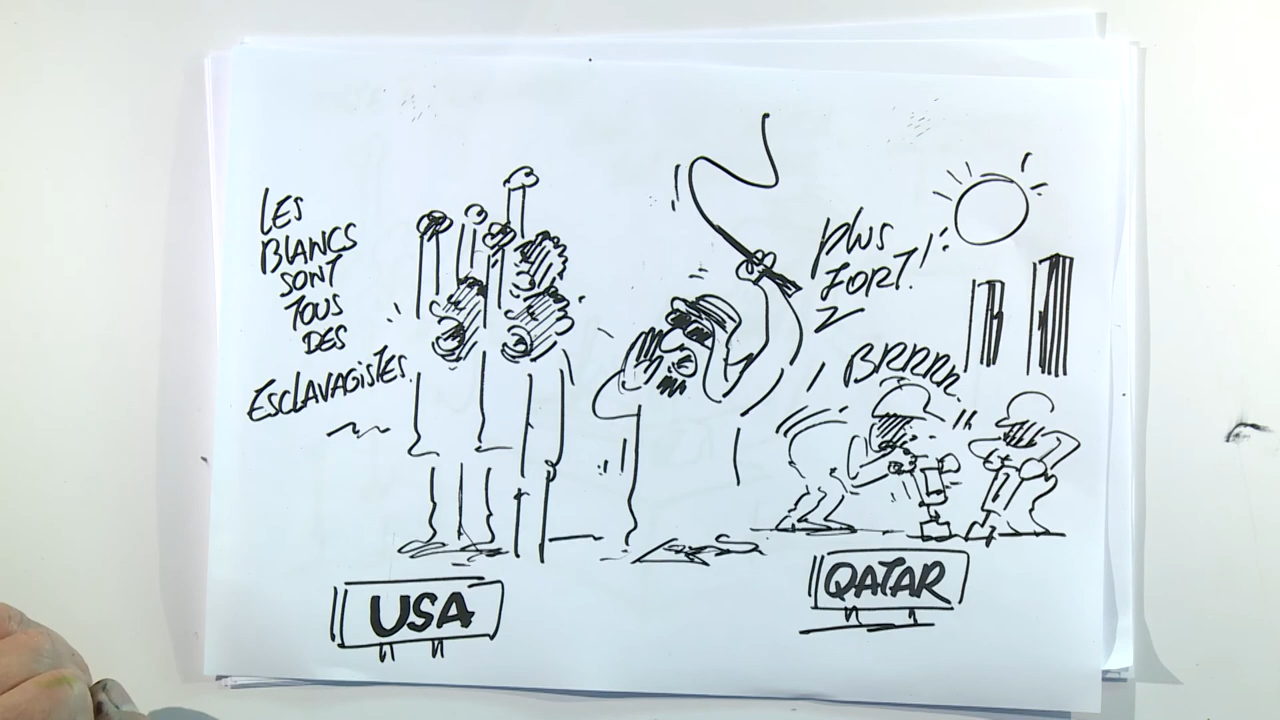 LES
BLANCS
SONT
TOUS
DES
ESCLAVAGISTES.
PLUS
FORT!
BRRRR
USA
QATAR